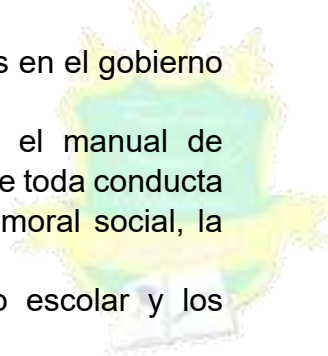 s en el gobierno
el manual de
e toda conducta
moral social, la
o escolar y los